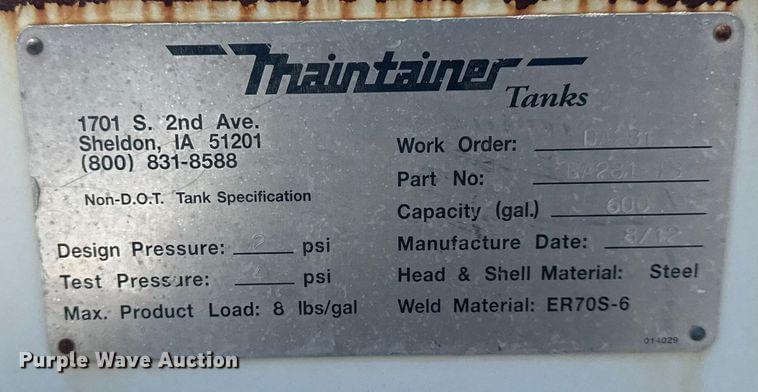 Maintainer
Tanks
1701 S. 2nd Ave.
Sheldon, IA 51201
(800) 831-8588
Non-D.O.T. Tank Specification
Design Pressure: 2 psi
Test Pressure: 4 psi
Max. Product Load: 8 lbs/gal
Work Order:
Part No:
Capacity (gal.) 600
Manufacture Date: 8/12
Head & Shell Material: Steel
Weld Material: ER70S-6
014029
Purple Wave Auction